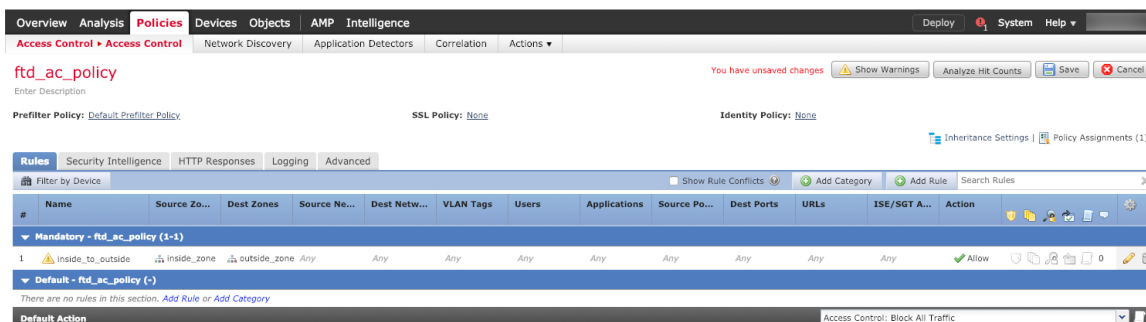 Overview Analysis Policies Devices Objects AMP Intelligence Deploy 1 System Help
Access Control ▸ Access Control Network Discovery Application Detectors Correlation Actions
ftd_ac_policy You have unsaved changes Show Warnings Analyze Hit Counts Save Cancel
Enter Description
Prefilter Policy: Default Prefilter Policy SSL Policy: None Identity Policy: None
Inheritance Settings | Policy Assignments (1)
Rules Security Intelligence HTTP Responses Logging Advanced
Filter by Device Show Rule Conflicts Add Category Add Rule Search Rules
# Name Source Zo... Dest Zones Source Ne... Dest Netw... VLAN Tags Users Applications Source Po... Dest Ports URLs ISE/SGT A... Action
Mandatory - ftd_ac_policy (1-1)
1 inside_to_outside inside_zone outside_zone Any Any Any Any Any Any Any Any Any Allow 0
Default - ftd_ac_policy (-)
There are no rules in this section. Add Rule or Add Category
Default Action Access Control: Block All Traffic